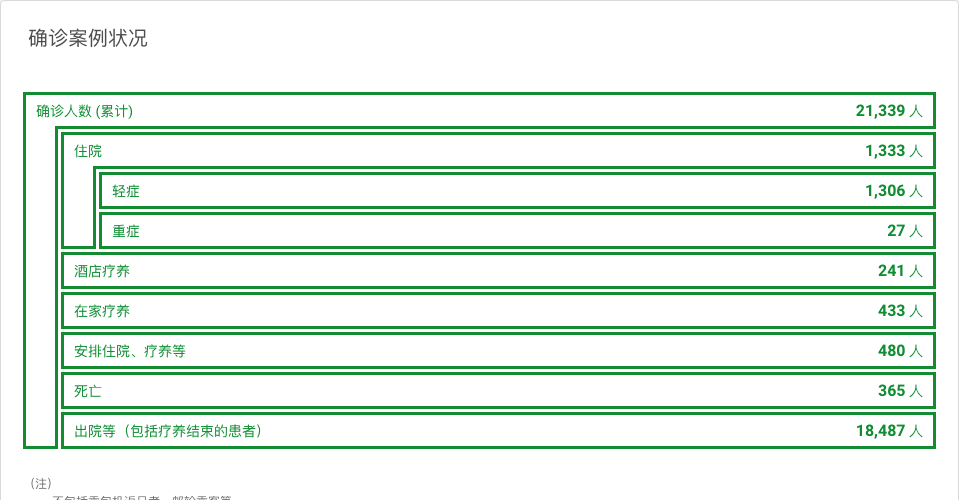 确诊案例状况
确诊人数 (累计) 21,339 人
住院 1,333 人
轻症 1,306 人
重症 27 人
酒店疗养 241 人
在家疗养 433 人
安排住院、疗养等 480 人
死亡 365 人
出院等（包括疗养结束的患者） 18,487 人
(注)